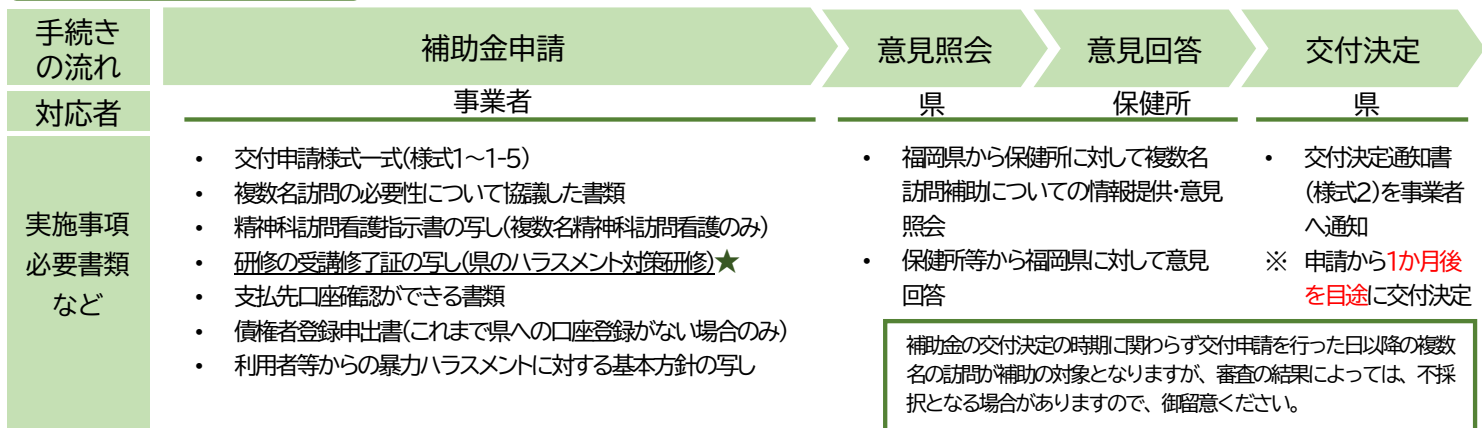 手続き
の流れ
補助金申請
意見照会
意見回答
交付決定
対応者
事業者
県
保健所
県
実施事項
必要書類
など
• 交付申請様式一式(様式1～1-5)
• 複数名訪問の必要性について協議した書類
• 精神科訪問看護指示書の写し(複数名精神科訪問看護のみ)
• 研修の受講修了証の写し(県のハラスメント対策研修)★
• 支払先口座確認ができる書類
• 債権者登録申出書(これまで県への口座登録がない場合のみ)
• 利用者等からの暴力ハラスメントに対する基本方針の写し
• 福岡県から保健所に対して複数名
訪問補助についての情報提供・意見
照会
• 保健所等から福岡県に対して意見
回答
• 交付決定通知書
(様式2)を事業者
へ通知
※ 申請から1か月後
を目途に交付決定
補助金の交付決定の時期に関わらず交付申請を行った日以降の複数
名の訪問が補助の対象となりますが、審査の結果によっては、不採
択となる場合がありますので、御留意ください。